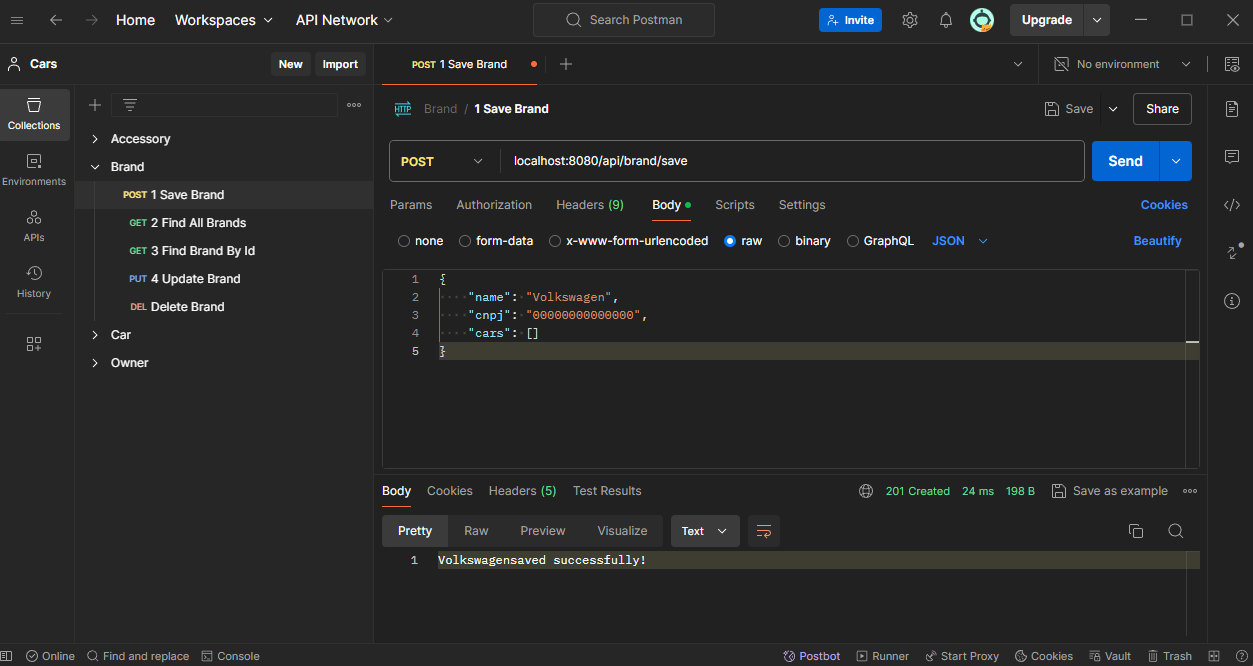 Home Workspaces API Network Search Postman Invite Upgrade
Cars New Import POST 1 Save Brand No environment
Collections
Environments
APIs
History
Accessory
Brand
POST 1 Save Brand
GET 2 Find All Brands
GET 3 Find Brand By Id
PUT 4 Update Brand
DEL Delete Brand
Car
Owner
HTTP Brand / 1 Save Brand Save Share
POST localhost:8080/api/brand/save Send
Params Authorization Headers (9) Body Scripts Settings Cookies
none form-data x-www-form-urlencoded raw binary GraphQL JSON Beautify
1 {
2 "name": "Volkswagen",
3 "cnpj": "00000000000000",
4 "cars": []
5 }
Body Cookies Headers (5) Test Results 201 Created 24 ms 198 B Save as example
Pretty Raw Preview Visualize Text
1 Volkswagensaved successfully!
Online Find and replace Console Postbot Runner Start Proxy Cookies Vault Trash